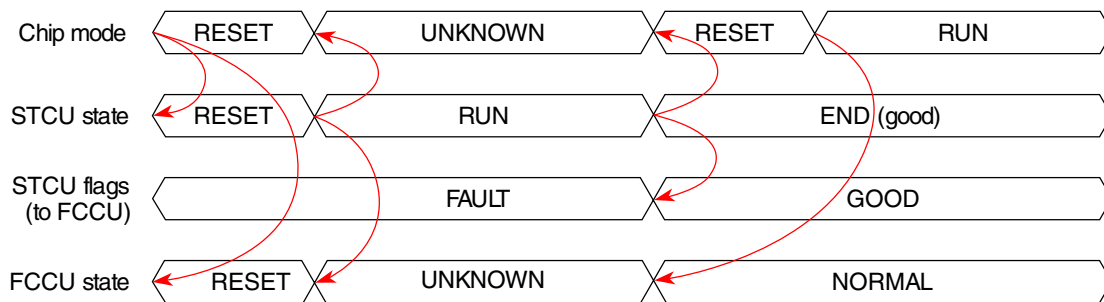 Chip mode RESET UNKNOWN RESET RUN
STCU state RESET RUN END (good)
STCU flags
(to FCCU) FAULT GOOD
FCCU state RESET UNKNOWN NORMAL